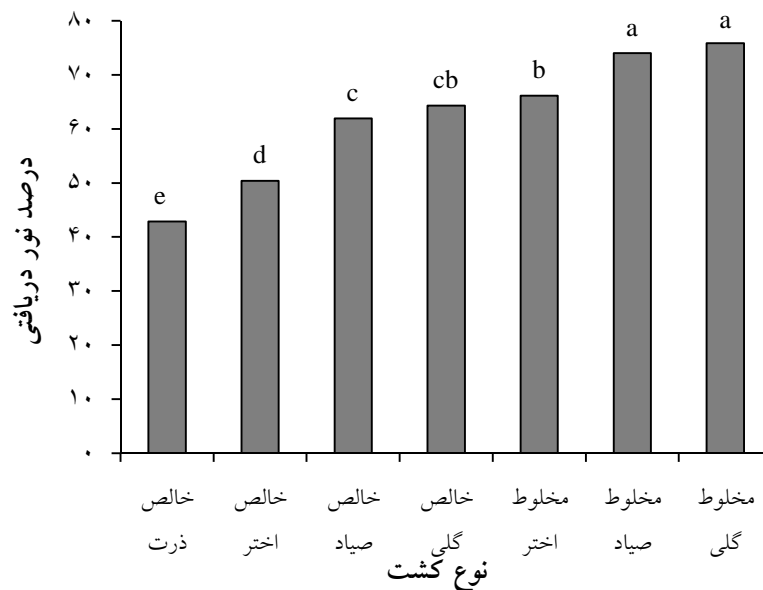 ۸۰
۷۰
۶۰
۵۰
۴۰
۳۰
۲۰
۱۰
۰
درصد نور دریافتی
e
d
c
cb
b
a
a
خالص ذرت
خالص اختر
خالص صیاد
خالص گلی
مخلوط اختر
مخلوط صیاد
مخلوط گلی
نوع کشت